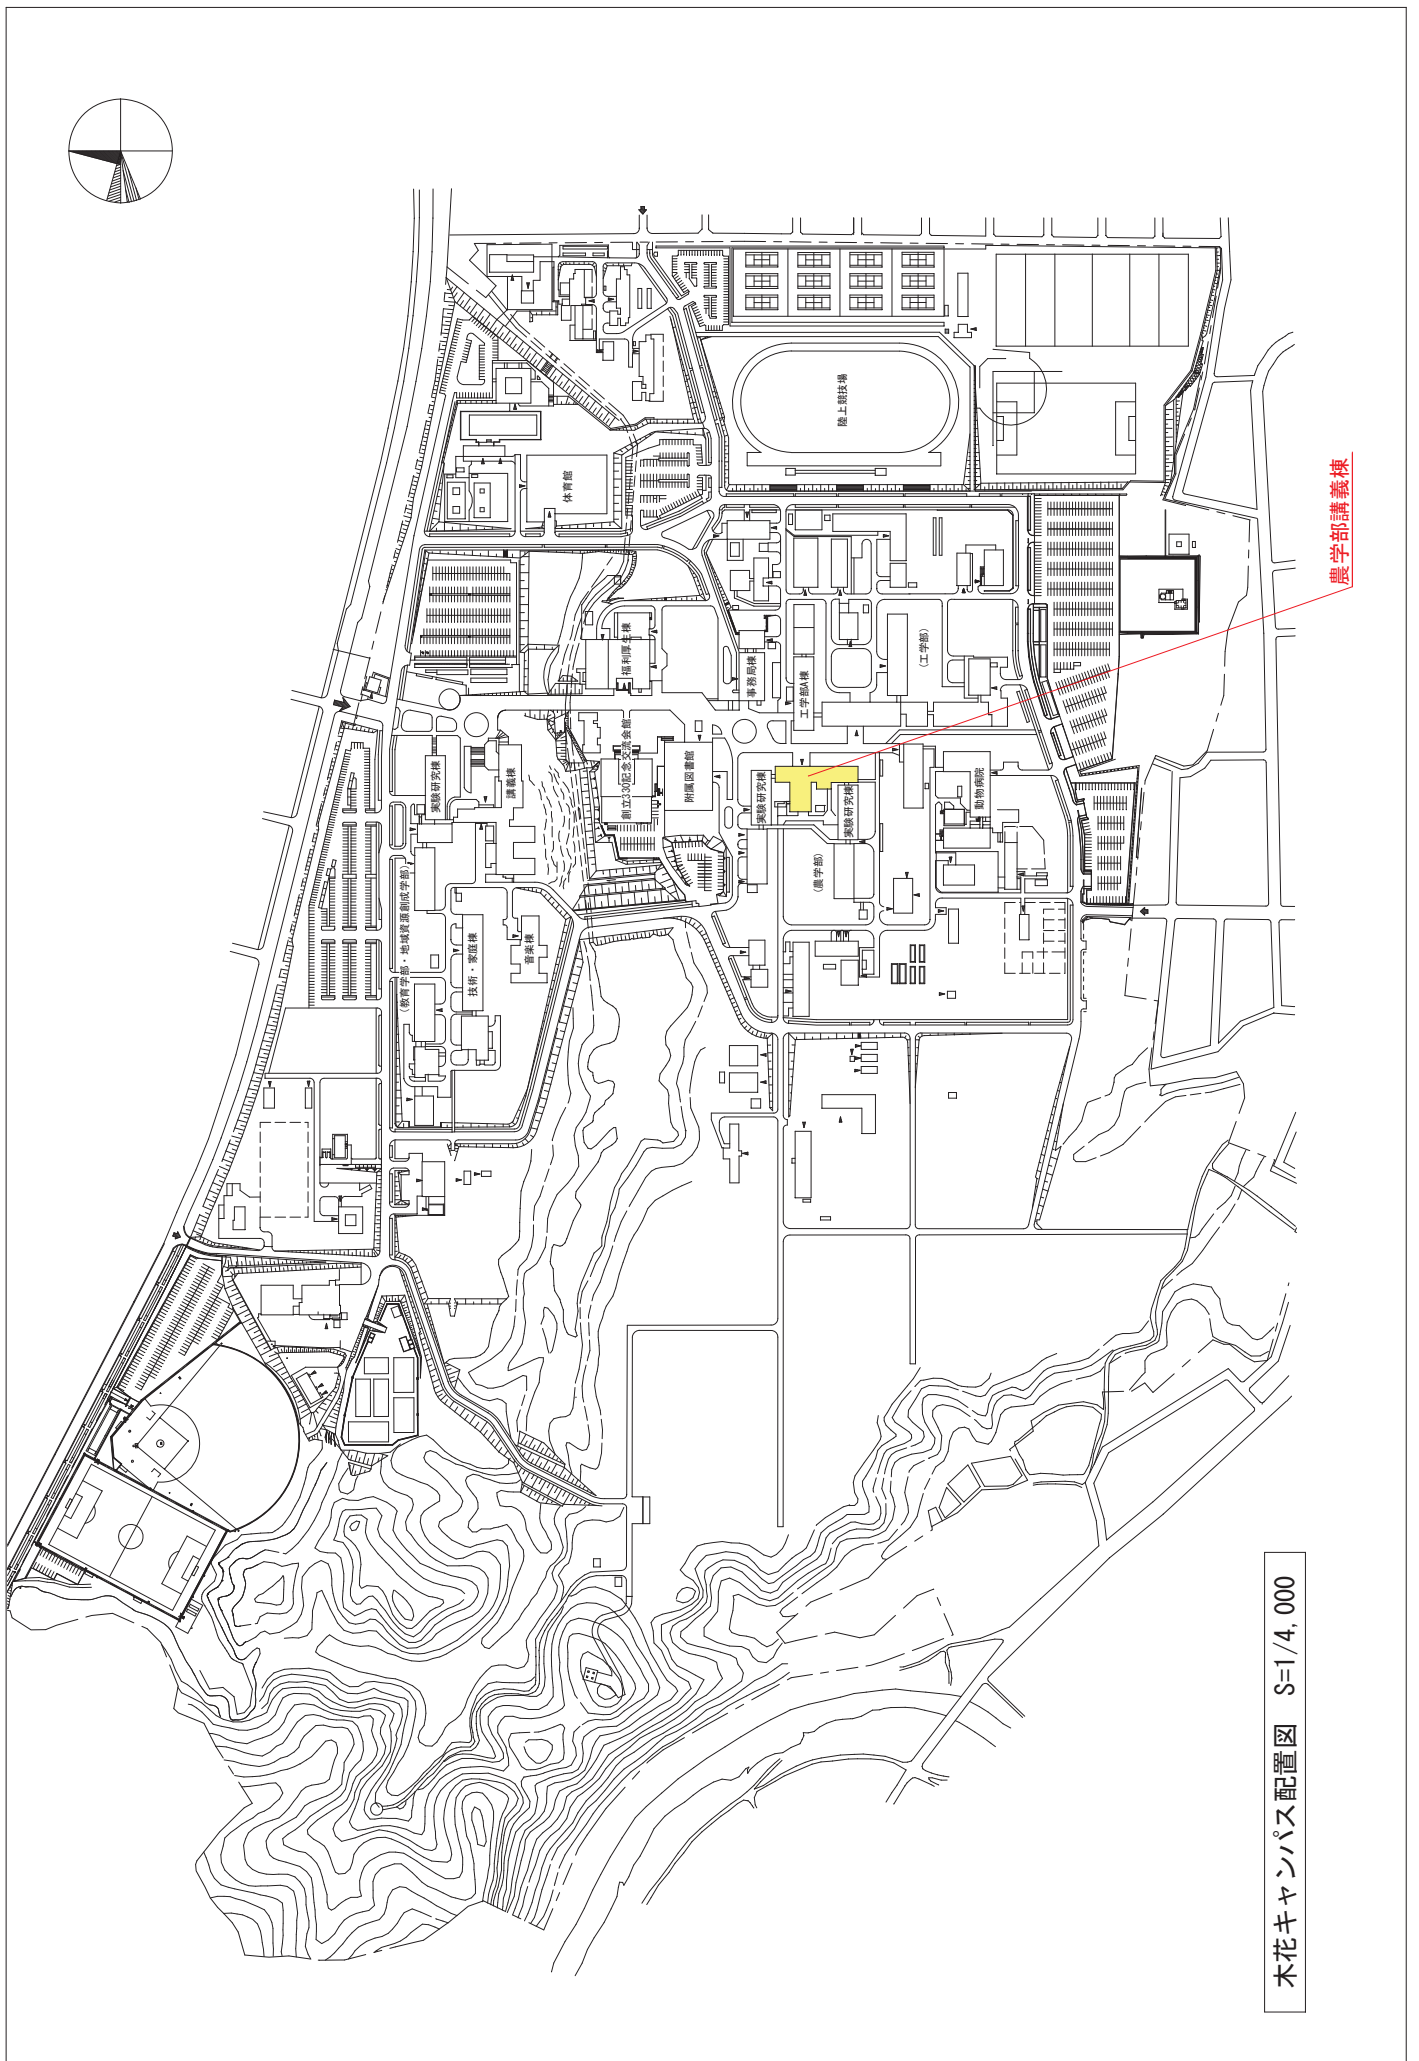 木花キャンパス配置図 S=1/4,000
農学部講義棟
陸上競技場
体育館
福利厚生棟
事務局棟
工学部A棟
(工学部)
創立330記念交流会館
附属図書館
実験研究棟
講義棟
実験研究棟
実験研究棟
動物病院
(農学部)
(教育学部・地域資源創成学部)
技術・家庭棟
音楽棟